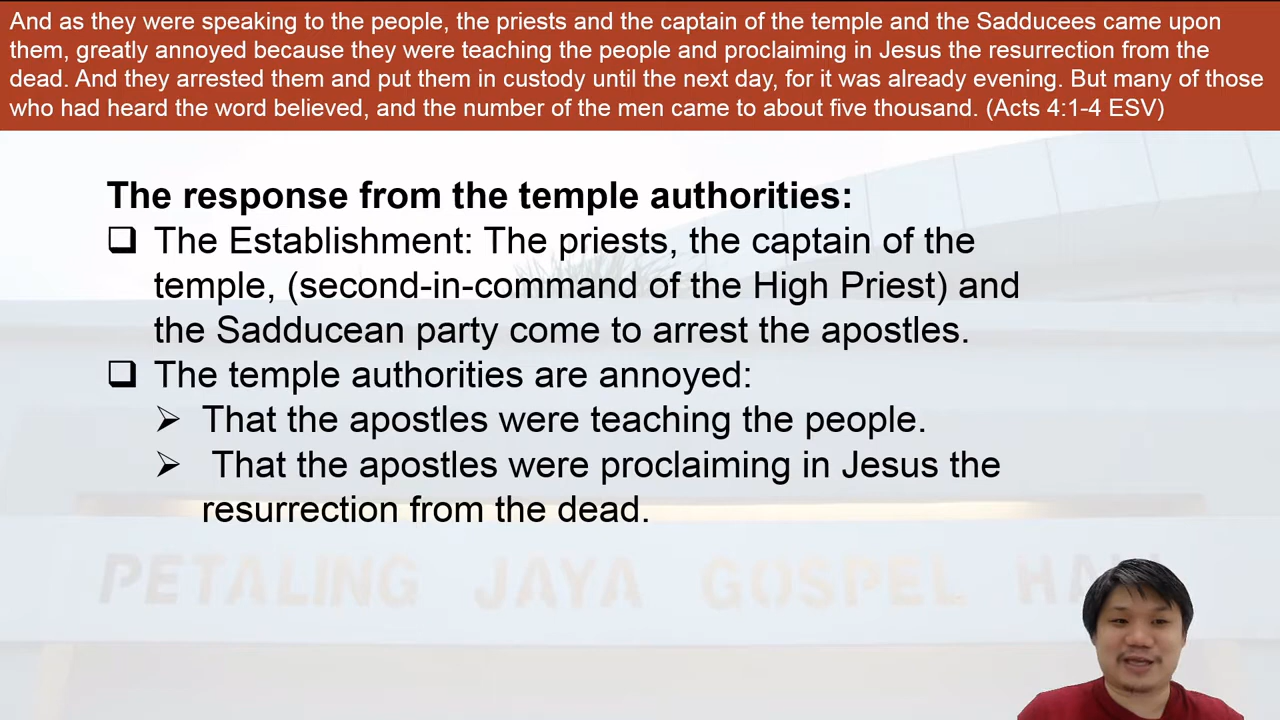 And as they were speaking to the people, the priests and the captain of the temple and the Sadducees came upon
them, greatly annoyed because they were teaching the people and proclaiming in Jesus the resurrection from the
dead. And they arrested them and put them in custody until the next day, for it was already evening. But many of those
who had heard the word believed, and the number of the men came to about five thousand. (Acts 4:1-4 ESV)
The response from the temple authorities:
❑ The Establishment: The priests, the captain of the
temple, (second-in-command of the High Priest) and
the Sadducean party come to arrest the apostles.
❑ The temple authorities are annoyed:
➢ That the apostles were teaching the people.
➢ That the apostles were proclaiming in Jesus the
resurrection from the dead.
PETALING JAYA GOSPEL